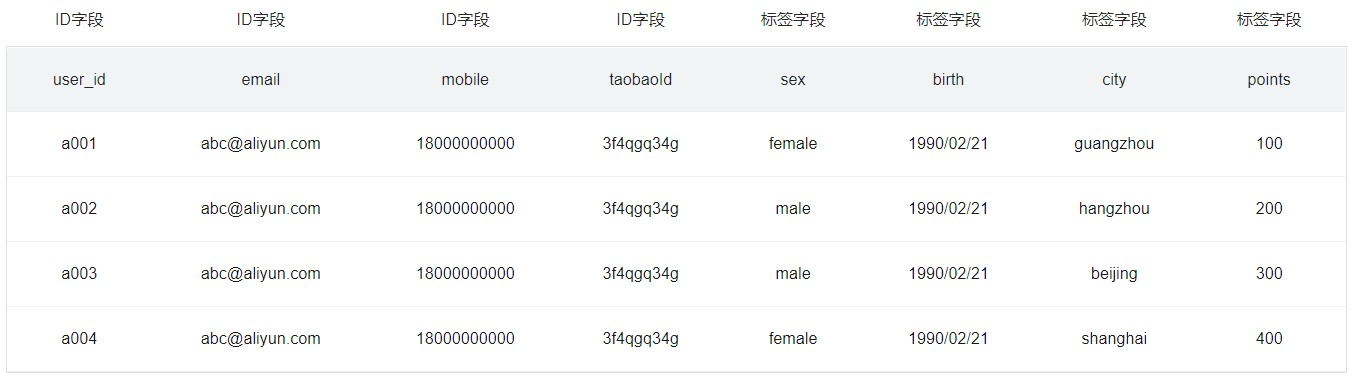 ID字段 ID字段 ID字段 ID字段 标签字段 标签字段 标签字段 标签字段
user_id email mobile taobaoId sex birth city points
a001 abc@aliyun.com 18000000000 3f4qgq34g female 1990/02/21 guangzhou 100
a002 abc@aliyun.com 18000000000 3f4qgq34g male 1990/02/21 hangzhou 200
a003 abc@aliyun.com 18000000000 3f4qgq34g male 1990/02/21 beijing 300
a004 abc@aliyun.com 18000000000 3f4qgq34g female 1990/02/21 shanghai 400